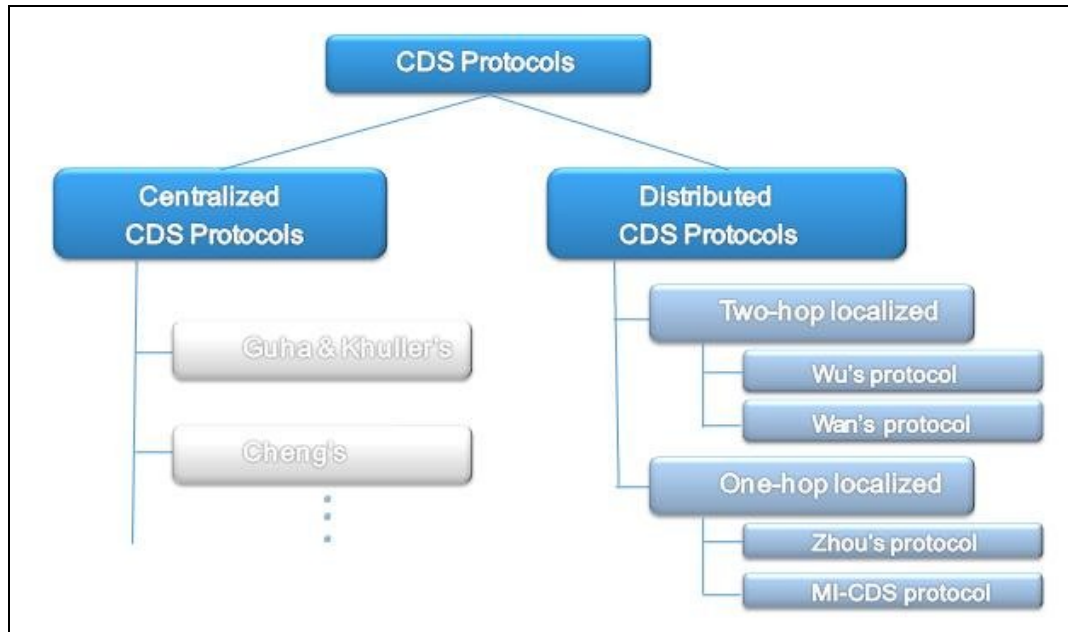 CDS Protocols
Centralized
CDS Protocols
Guha & Khuller's
Cheng's
Distributed
CDS Protocols
Two-hop localized
Wu's protocol
Wan's protocol
One-hop localized
Zhou's protocol
MI-CDS protocol